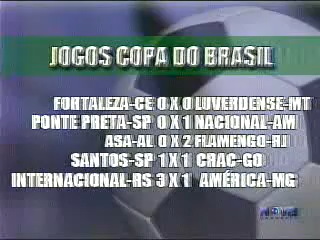 JOGOS COPA DO BRASIL
FORTALEZA-CE 0 X 0 LUVERDENSE-MT
PONTE PRETA-SP 0 X 1 NACIONAL-AM
ASA-AL 0 X 2 FLAMENGO-RJ
SANTOS-SP 1 X 1 CRAC-GO
INTERNACIONAL-RS 3 X 1 AMÉRICA-MG